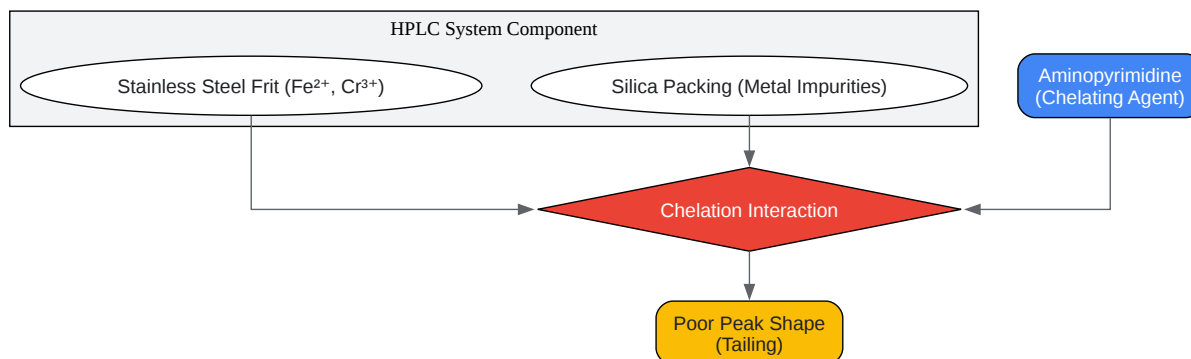 HPLC System Component
Stainless Steel Frit (Fe²⁺, Cr³⁺)
Silica Packing (Metal Impurities)
Aminopyrimidine
(Chelating Agent)
Chelation Interaction
Poor Peak Shape
(Tailing)